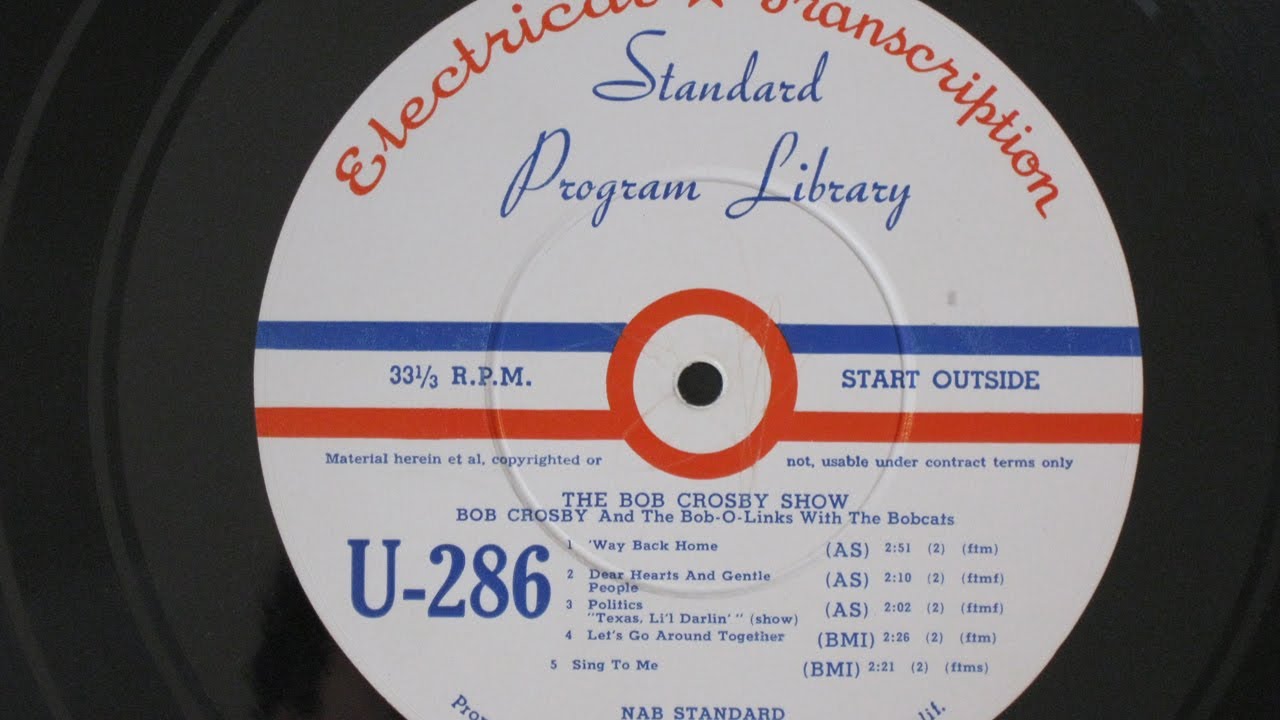 Electrical ★ Transcription
Standard
Program Library
33⅓ R.P.M. START OUTSIDE
Material herein et al, copyrighted or not, usable under contract terms only
THE BOB CROSBY SHOW
BOB CROSBY And The Bob-O-Links With The Bobcats
U-286
1 'Way Back Home (AS) 2:51 (2) (ftm)
2 Dear Hearts And Gentle (AS) 2:10 (2) (ftmf)
People
3 Politics (AS) 2:02 (2) (ftmf)
"Texas, Li'l Darlin' " (show)
4 Let's Go Around Together (BMI) 2:26 (2) (ftm)
5 Sing To Me (BMI) 2:21 (2) (ftms)
NAB STANDARD